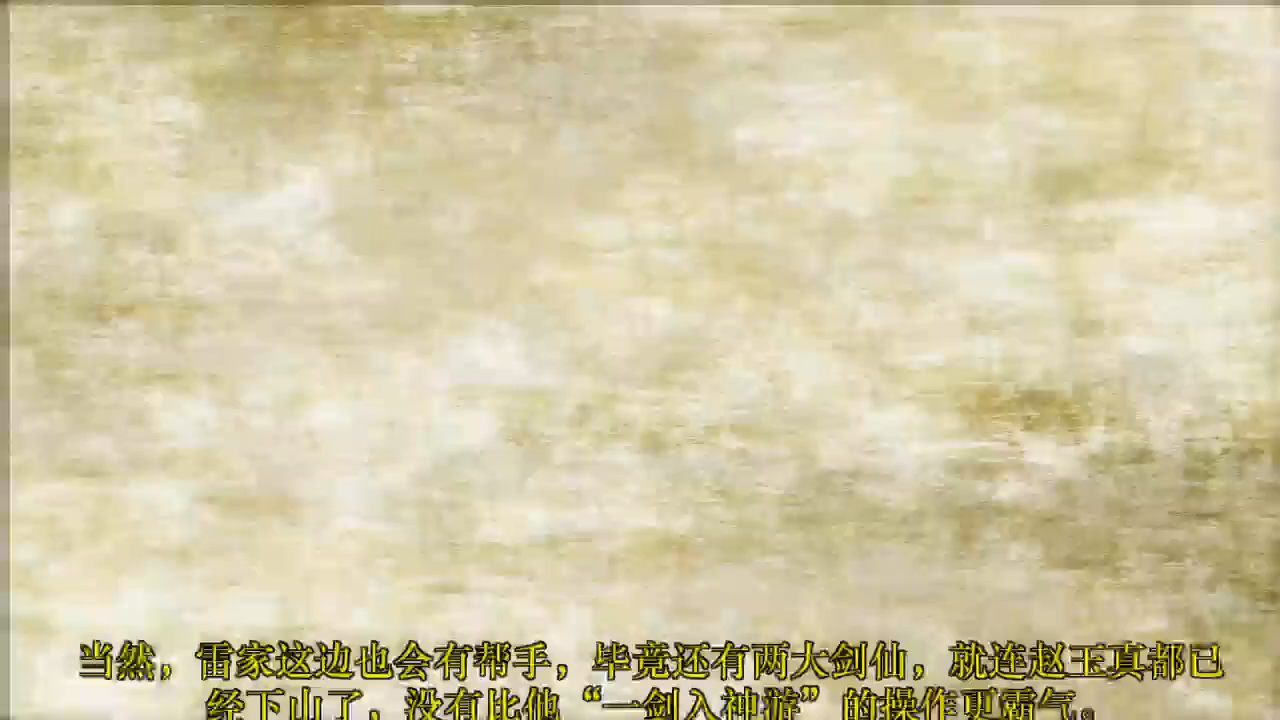 当然，雷家这边也会有帮手，毕竟还有两大剑仙，就连赵玉真都已
经下山了，没有比他“一剑入神游”的操作更霸气。